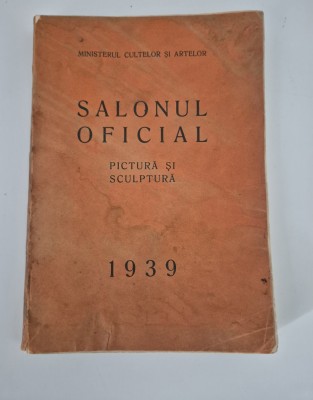 MINISTERUL CULTELOR ȘI ARTELOR
SALONUL
OFICIAL
PICTURĂ ȘI
SCULPTURĂ
1939